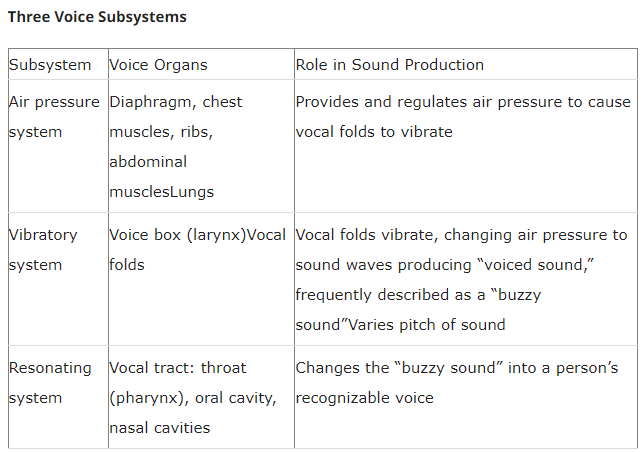 Three Voice Subsystems
Subsystem Voice Organs Role in Sound Production
Air pressure system
Diaphragm, chest
muscles, ribs,
abdominal
musclesLungs
Provides and regulates air pressure to cause
vocal folds to vibrate
Vibratory
system
Voice box (larynx)Vocal
folds
Vocal folds vibrate, changing air pressure to
sound waves producing “voiced sound,”
frequently described as a “buzzy
sound”Varies pitch of sound
Resonating
system
Vocal tract: throat
(pharynx), oral cavity,
nasal cavities
Changes the “buzzy sound” into a person’s
recognizable voice